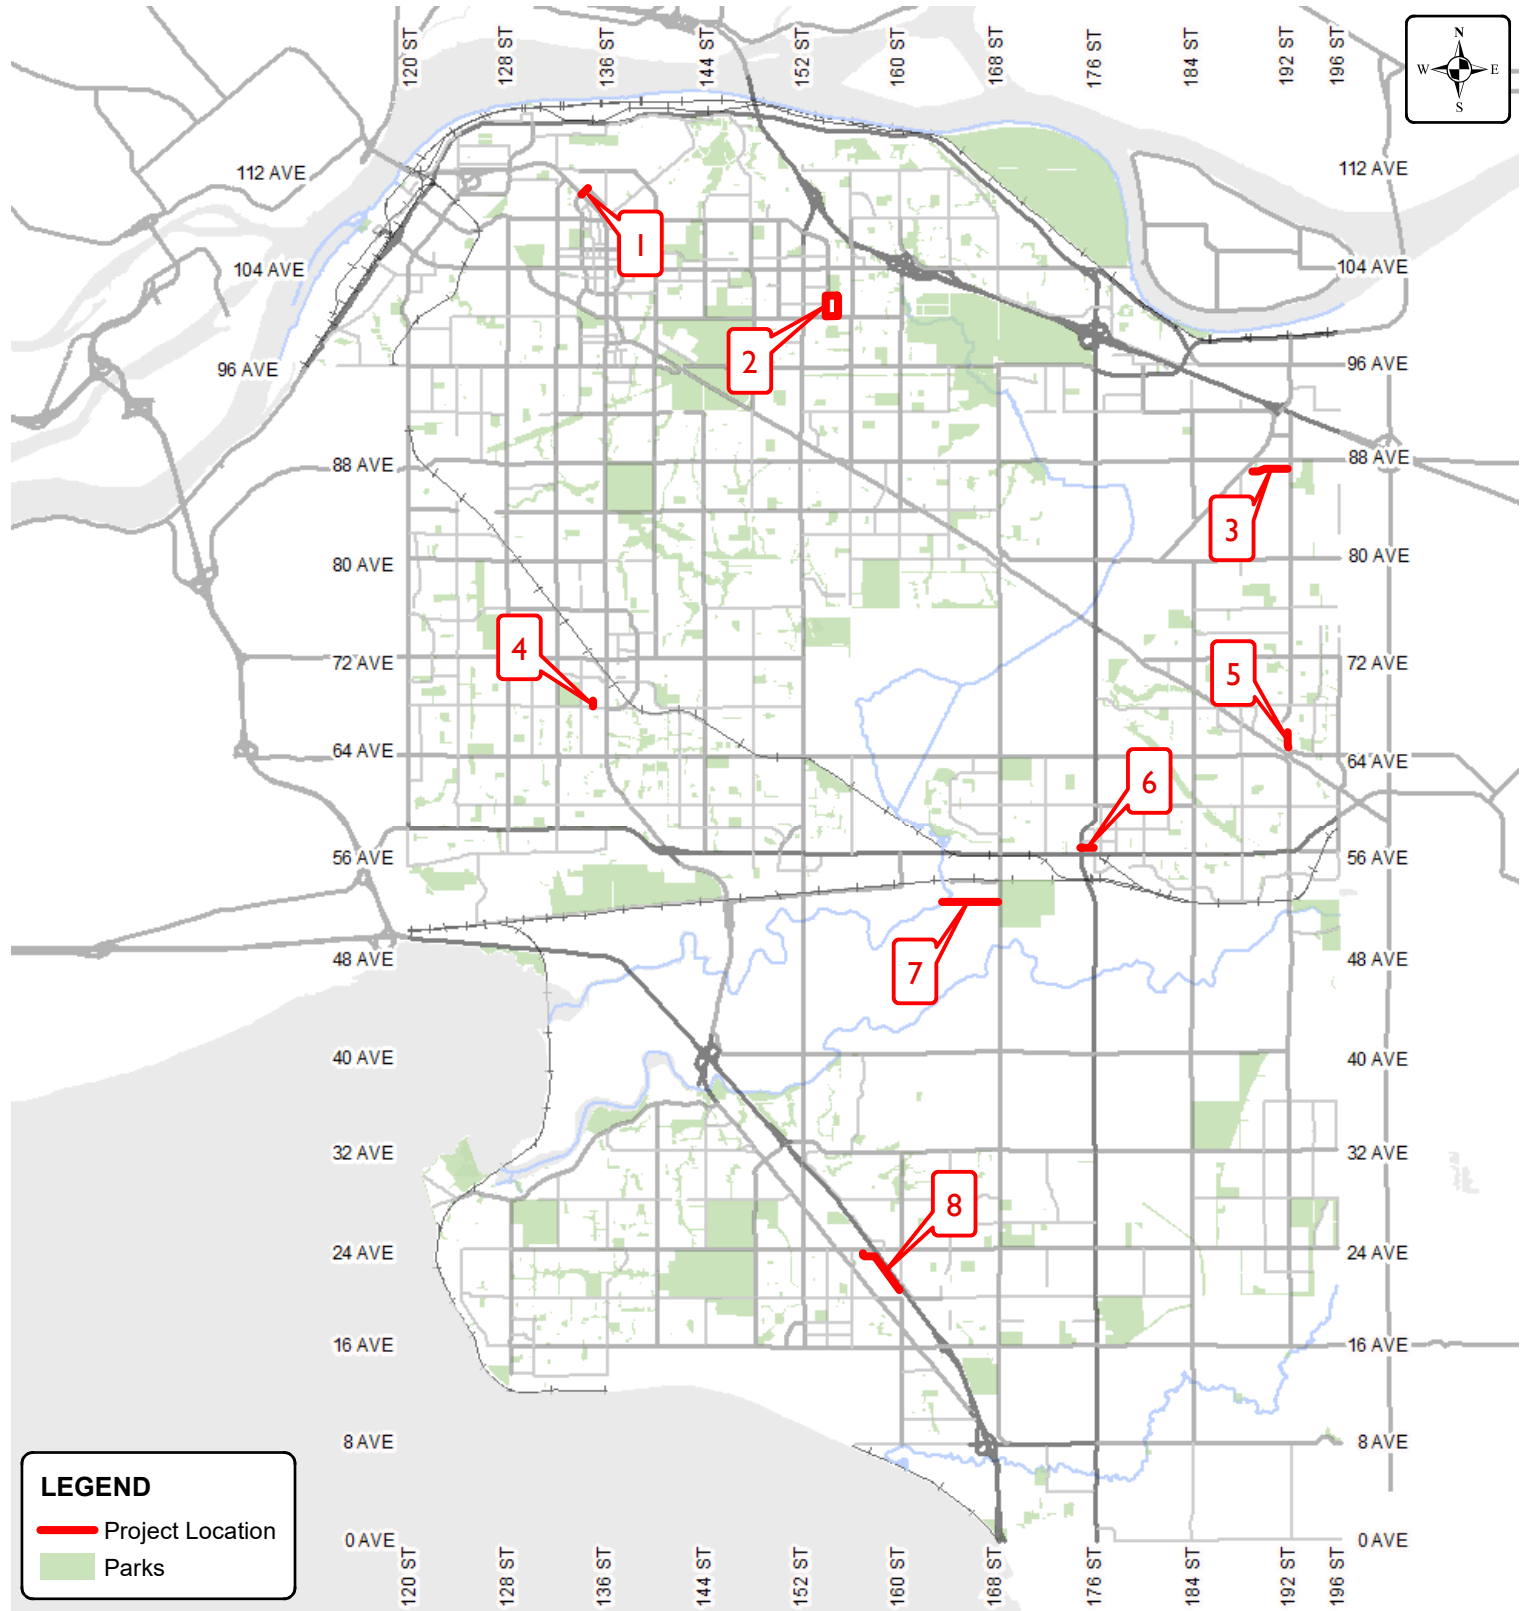 120 ST
128 ST
136 ST
144 ST
152 ST
160 ST
168 ST
176 ST
184 ST
192 ST
196 ST
N
W E
S
112 AVE
112 AVE
1
104 AVE
104 AVE
2
96 AVE
96 AVE
88 AVE
88 AVE
3
80 AVE
80 AVE
4
72 AVE
72 AVE
5
64 AVE
64 AVE
6
56 AVE
56 AVE
7
48 AVE
48 AVE
40 AVE
40 AVE
32 AVE
32 AVE
8
24 AVE
24 AVE
16 AVE
16 AVE
8 AVE
8 AVE
LEGEND
Project Location
Parks
0 AVE
0 AVE
120 ST
128 ST
136 ST
144 ST
152 ST
160 ST
168 ST
176 ST
184 ST
192 ST
196 ST